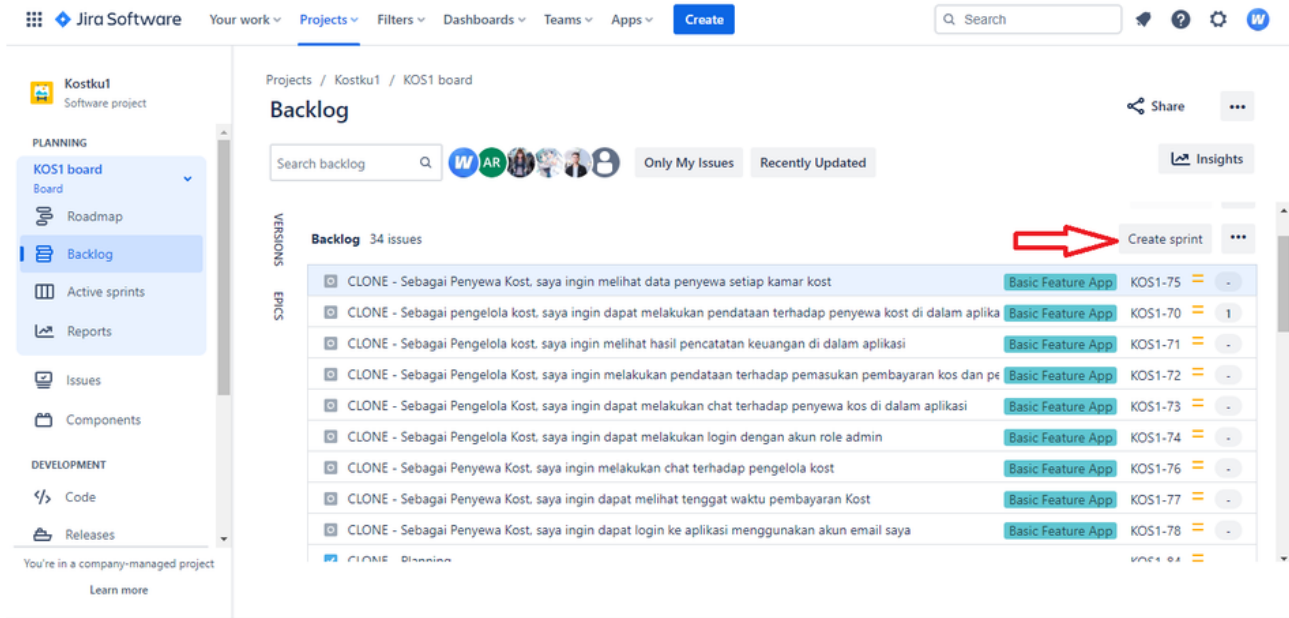 Jira Software Your work Projects Filters Dashboards Teams Apps Create Search W
Kostku1
Software project
PLANNING
KOS1 board
Board
Roadmap
Backlog
Active sprints
Reports
Issues
Components
DEVELOPMENT
Code
Releases
You're in a company-managed project
Learn more
Projects / Kostku1 / KOS1 board
Backlog
Share
Search backlog W AR Only My Issues Recently Updated Insights
VERSIONS
EPICS
Backlog 34 issues Create sprint
CLONE - Sebagai Penyewa Kost, saya ingin melihat data penyewa setiap kamar kost Basic Feature App KOS1-75 -
CLONE - Sebagai pengelola kost, saya ingin dapat melakukan pendataan terhadap penyewa kost di dalam aplika Basic Feature App KOS1-70 1
CLONE - Sebagai Pengelola Kost, saya ingin melihat hasil pencatatan keuangan di dalam aplikasi Basic Feature App KOS1-71 -
CLONE - Sebagai Pengelola Kost, saya ingin melakukan pendataan terhadap pemasukan pembayaran kos dan pe Basic Feature App KOS1-72 -
CLONE - Sebagai Pengelola Kost, saya ingin dapat melakukan chat terhadap penyewa kos di dalam aplikasi Basic Feature App KOS1-73 -
CLONE - Sebagai Pengelola Kost, saya ingin dapat melakukan login dengan akun role admin Basic Feature App KOS1-74 -
CLONE - Sebagai Penyewa Kost, saya ingin melakukan chat terhadap pengelola kost Basic Feature App KOS1-76 -
CLONE - Sebagai Penyewa Kost, saya ingin dapat melihat tenggat waktu pembayaran Kost Basic Feature App KOS1-77 -
CLONE - Sebagai Penyewa Kost, saya ingin dapat login ke aplikasi menggunakan akun email saya Basic Feature App KOS1-78 -
CLONE - Planning KOS1-84